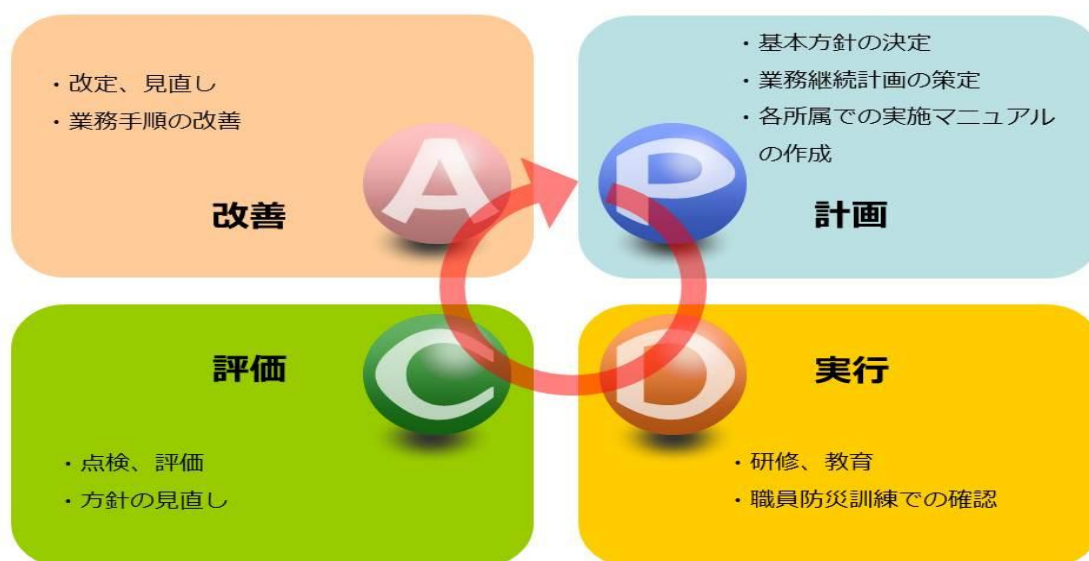 ・改定、見直し
・業務手順の改善
A
改善
・基本方針の決定
・業務継続計画の策定
・各所属での実施マニュアル
の作成
P
計画
評価
C
・点検、評価
・方針の見直し
D
実行
・研修、教育
・職員防災訓練での確認